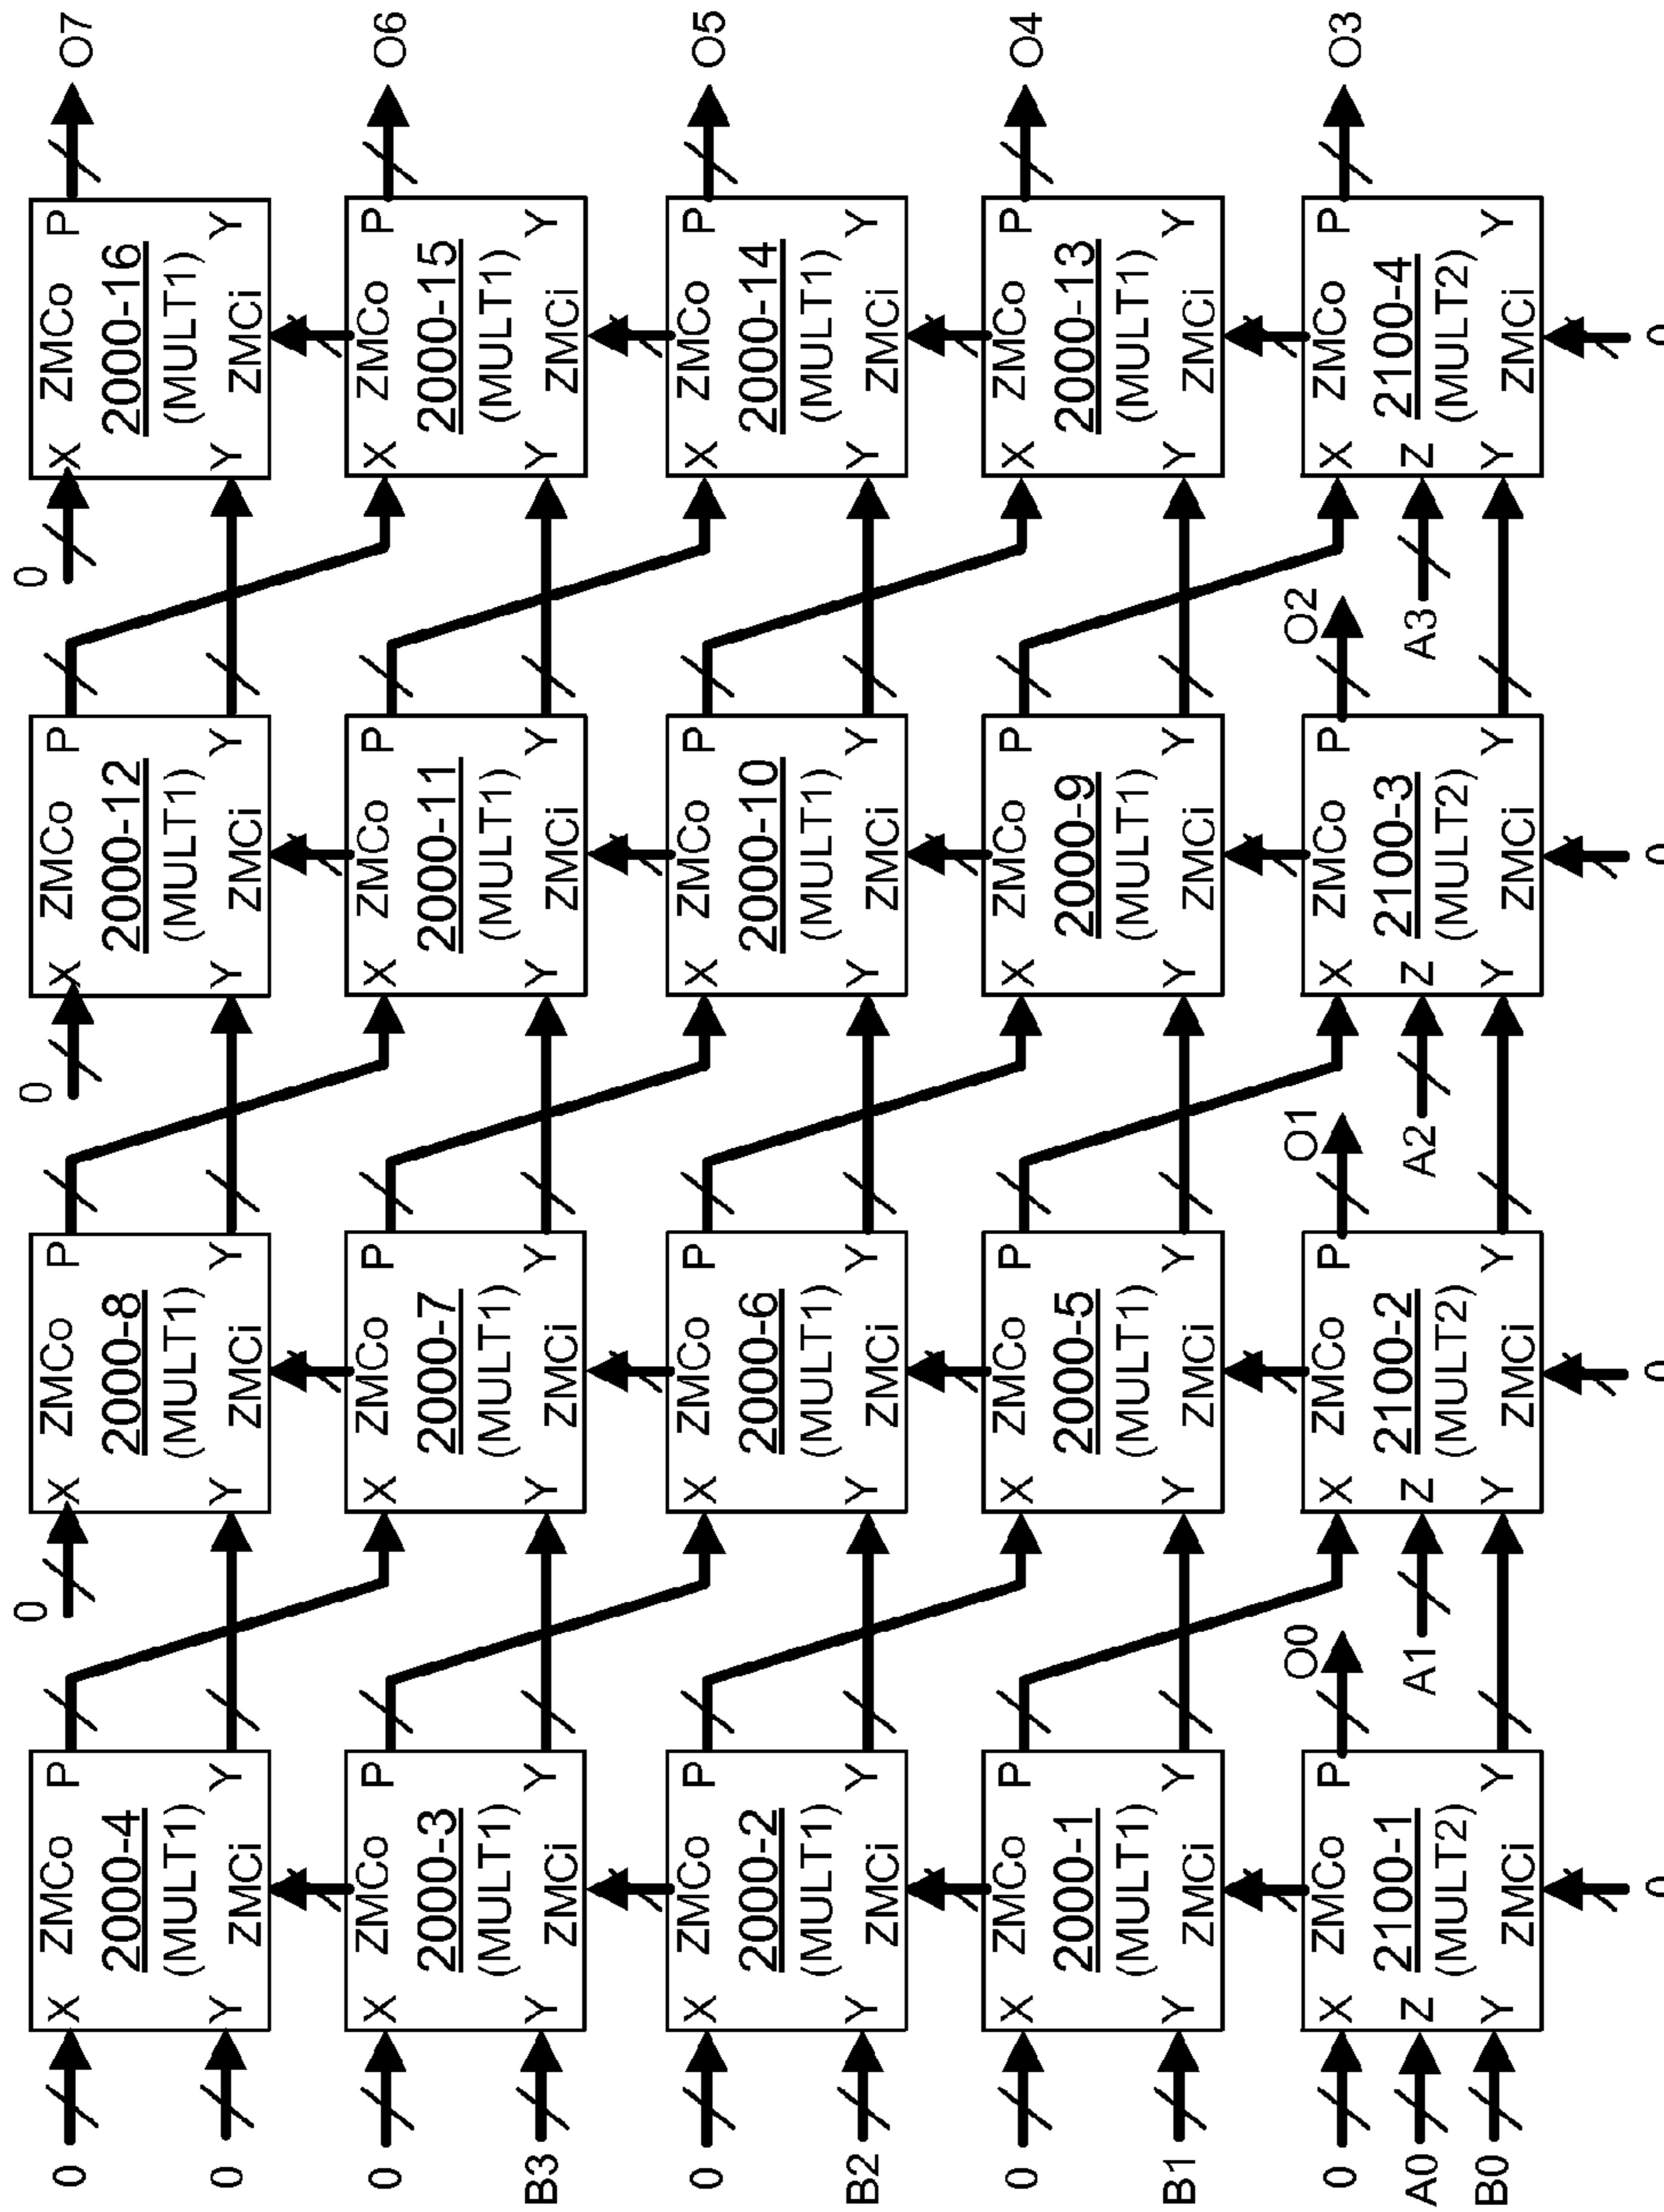 0 0 0
0 X ZMCo P X ZMCo P X ZMCo P X ZMCo P O7
2000-4 2000-8 2000-12 2000-16
(MULT1) (MULT1) (MULT1) (MULT1)
0 Y Y Y Y Y Y Y Y
ZMCi ZMCi ZMCi ZMCi
0 X ZMCo P X ZMCo P X ZMCo P X ZMCo P O6
2000-3 2000-7 2000-11 2000-15
(MULT1) (MULT1) (MULT1) (MULT1)
B3 Y Y Y Y Y Y Y Y
ZMCi ZMCi ZMCi ZMCi
0 X ZMCo P X ZMCo P X ZMCo P X ZMCo P O5
2000-2 2000-6 2000-10 2000-14
(MULT1) (MULT1) (MULT1) (MULT1)
B2 Y Y Y Y Y Y Y Y
ZMCi ZMCi ZMCi ZMCi
0 X ZMCo P X ZMCo P X ZMCo P X ZMCo P O4
2000-1 2000-5 2000-9 2000-13
(MULT1) (MULT1) (MULT1) (MULT1)
B1 Y Y Y Y Y Y Y Y
ZMCi ZMCi ZMCi ZMCi
O0 O1 O2
0 X ZMCo P X ZMCo P X ZMCo P X ZMCo P O3
2100-1 2100-2 2100-3 2100-4
A0 Z A1 Z A2 Z A3 Z
(MULT2) (MULT2) (MULT2) (MULT2)
B0 Y Y Y Y Y Y Y Y
ZMCi ZMCi ZMCi ZMCi
0 0 0 0